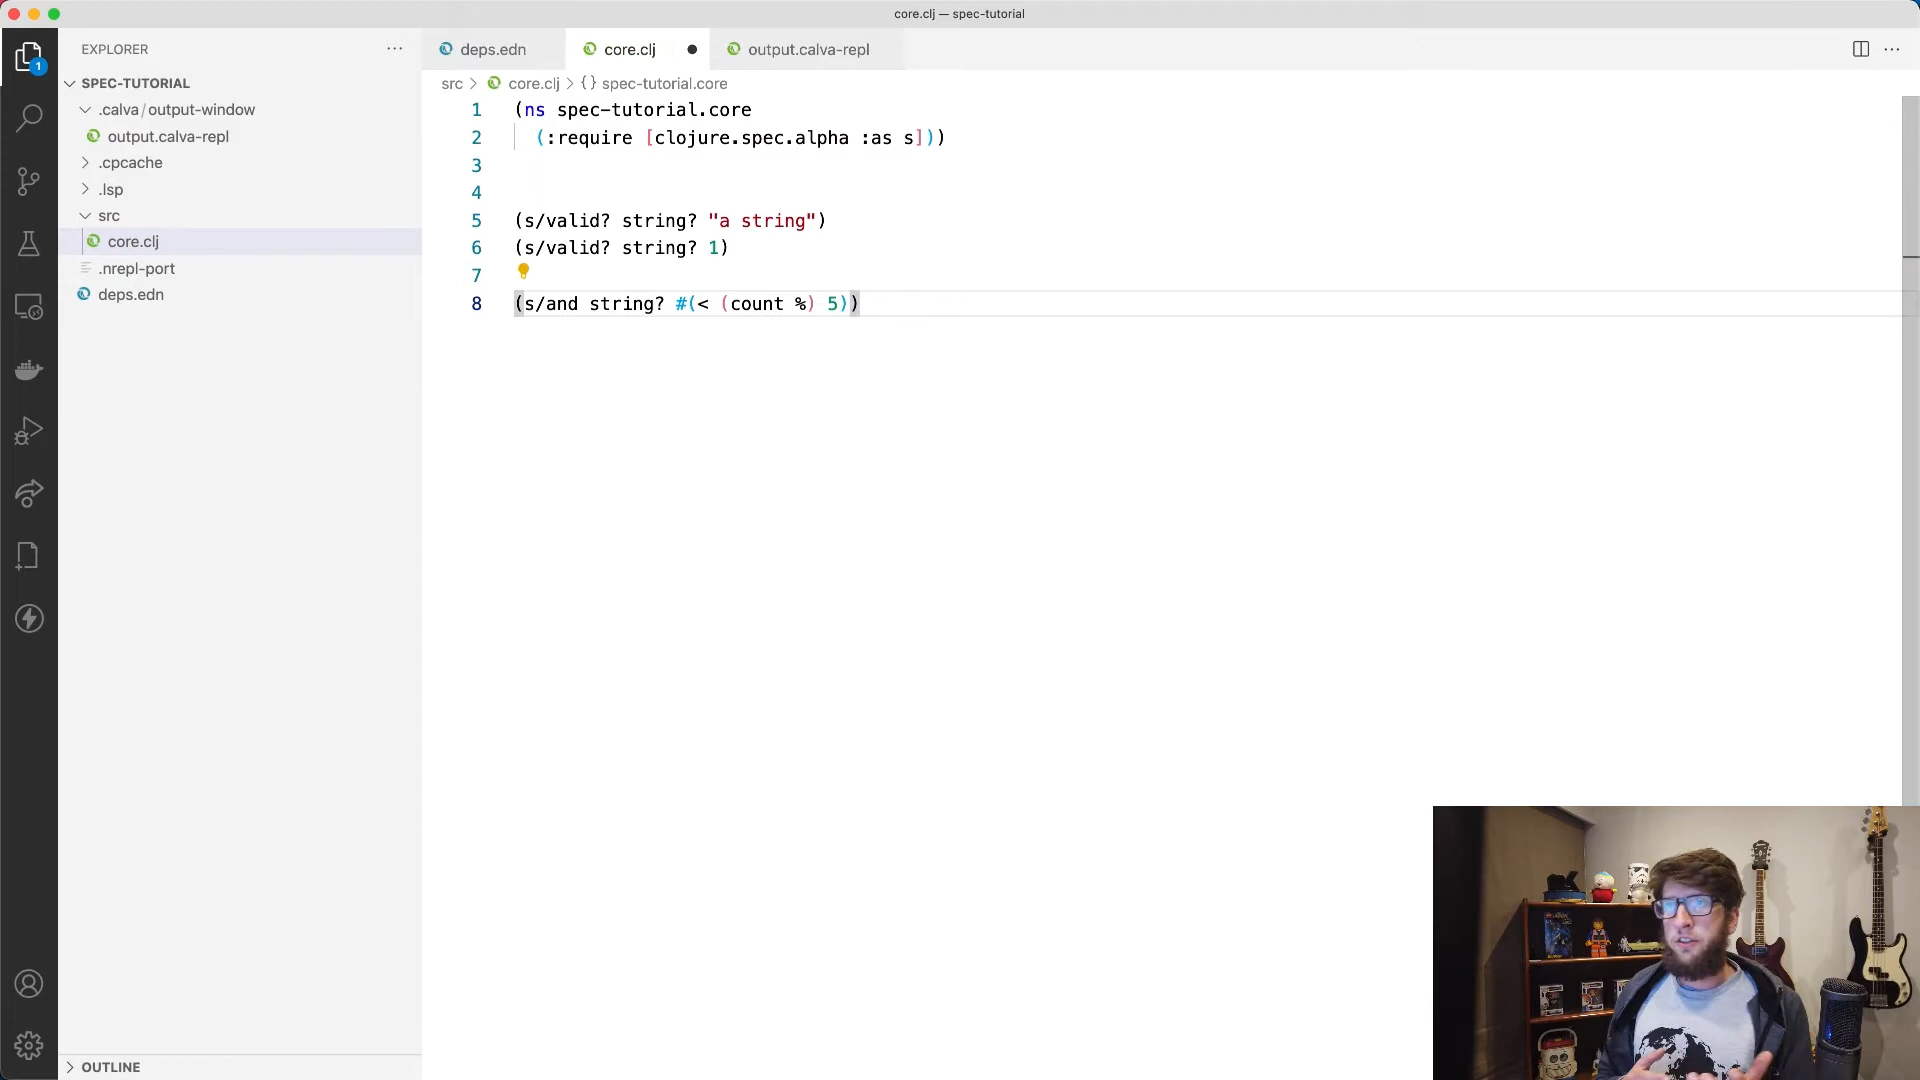 core.clj — spec-tutorial
EXPLORER
deps.edn
core.clj
output.calva-repl
1
SPEC-TUTORIAL
src
core.clj
{} spec-tutorial.core
.calva/output-window
output.calva-repl
.cpcache
.lsp
src
core.clj
.nrepl-port
deps.edn
1 (ns spec-tutorial.core
2 (:require [clojure.spec.alpha :as s]))
3
4
5 (s/valid? string? "a string")
6 (s/valid? string? 1)
7
8 (s/and string? #(< (count %) 5))
OUTLINE